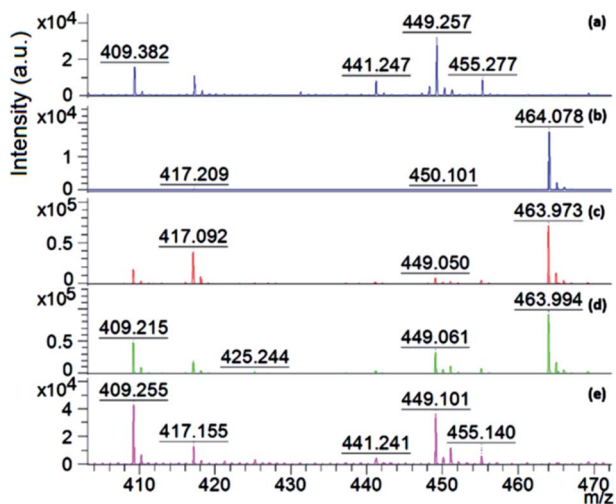 Intensity (a.u.)
x10⁴
2
0
409.382
441.247
449.257
455.277
(a)
x10⁴
1
0
417.209
450.101
464.078
(b)
x10⁵
0.5
0
417.092
449.050
463.973
(c)
x10⁵
0.5
0
409.215
425.244
449.061
463.994
(d)
x10⁴
4
2
0
409.255
417.155
441.241
449.101
455.140
(e)
410 420 430 440 450 460 470
m/z